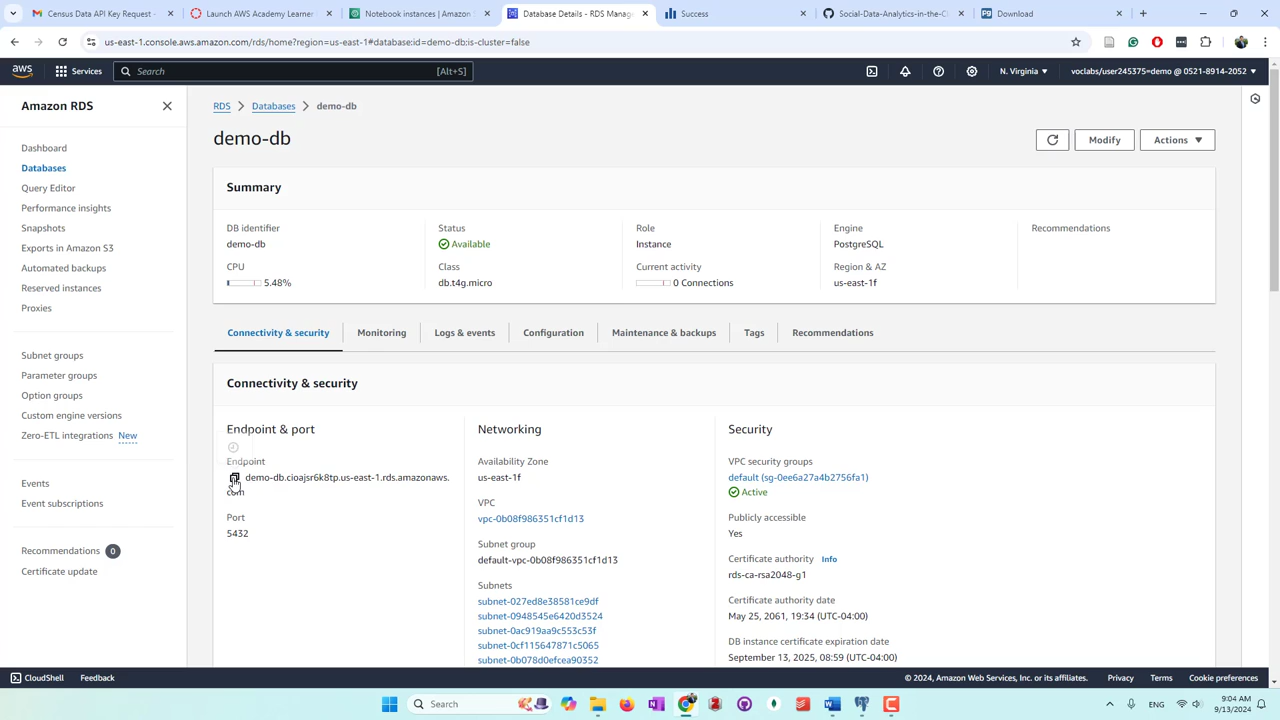 Census Data API Key Request -
Launch AWS Academy Learner
Notebook instances | Amazon
Database Details - RDS Manag
Success
Social-Data-Analytics-in-the-C
Download
us-east-1.console.aws.amazon.com/rds/home?region=us-east-1#database:id=demo-db;is-cluster=false
aws
Services
Search
[Alt+S]
N. Virginia
voclabs/user245375=demo @ 0521-8914-2052
Amazon RDS
Dashboard
Databases
Query Editor
Performance insights
Snapshots
Exports in Amazon S3
Automated backups
Reserved instances
Proxies
Subnet groups
Parameter groups
Option groups
Custom engine versions
Zero-ETL integrations New
Events
Event subscriptions
Recommendations 0
Certificate update
RDS
Databases
demo-db
demo-db
Modify
Actions
Summary
DB identifier
demo-db
Status
Available
Role
Instance
Engine
PostgreSQL
Recommendations
CPU
5.48%
Class
db.t4g.micro
Current activity
0 Connections
Region & AZ
us-east-1f
Connectivity & security
Monitoring
Logs & events
Configuration
Maintenance & backups
Tags
Recommendations
Connectivity & security
Endpoint & port
Endpoint
demo-db.cioajsr6k8tp.us-east-1.rds.amazonaws.
com
Port
5432
Networking
Availability Zone
us-east-1f
VPC
vpc-0b08f986351cf1d13
Subnet group
default-vpc-0b08f986351cf1d13
Subnets
subnet-027ed8e38581ce9df
subnet-0948545e6420d3524
subnet-0ac919aa9c553c53f
subnet-0cf115647871c5065
subnet-0b078d0efcea90352
Security
VPC security groups
default (sg-0ee6a27a4b2756fa1)
Active
Publicly accessible
Yes
Certificate authority Info
rds-ca-rsa2048-g1
Certificate authority date
May 25, 2061, 19:34 (UTC-04:00)
DB instance certificate expiration date
September 13, 2025, 08:59 (UTC-04:00)
CloudShell
Feedback
© 2024, Amazon Web Services, Inc. or its affiliates.
Privacy
Terms
Cookie preferences
Search
ENG
9:04 AM
9/13/2024